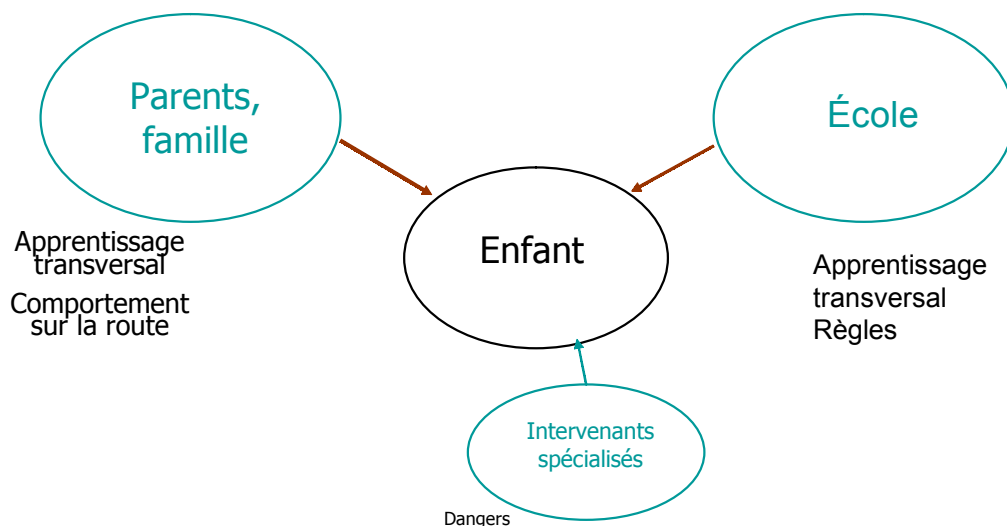 Parents,
famille
École
Enfant
Apprentissage
transversal
Comportement
sur la route
Apprentissage
transversal
Règles
Intervenants
spécialisés
Dangers